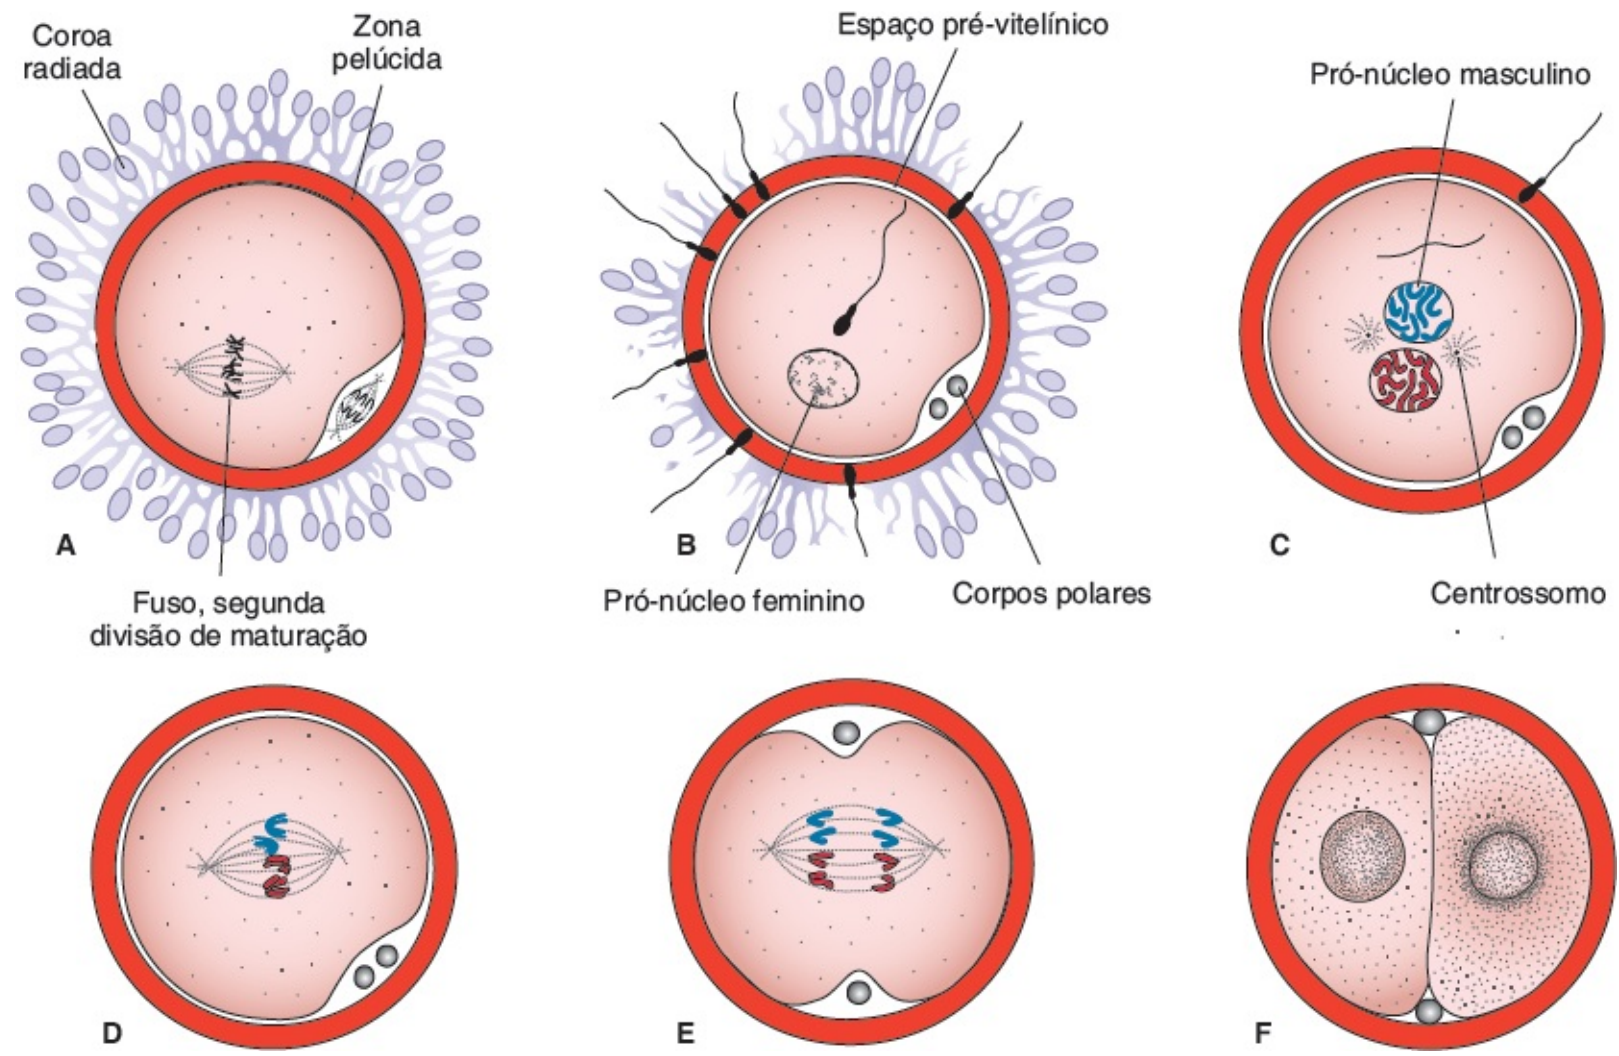 Coroa
radiada
Zona
pelúcida
Espaço pré-vitelínico
Pró-núcleo masculino
A
B
C
Fuso, segunda
divisão de maturação
Pró-núcleo feminino
Corpos polares
Centrossomo
D
E
F